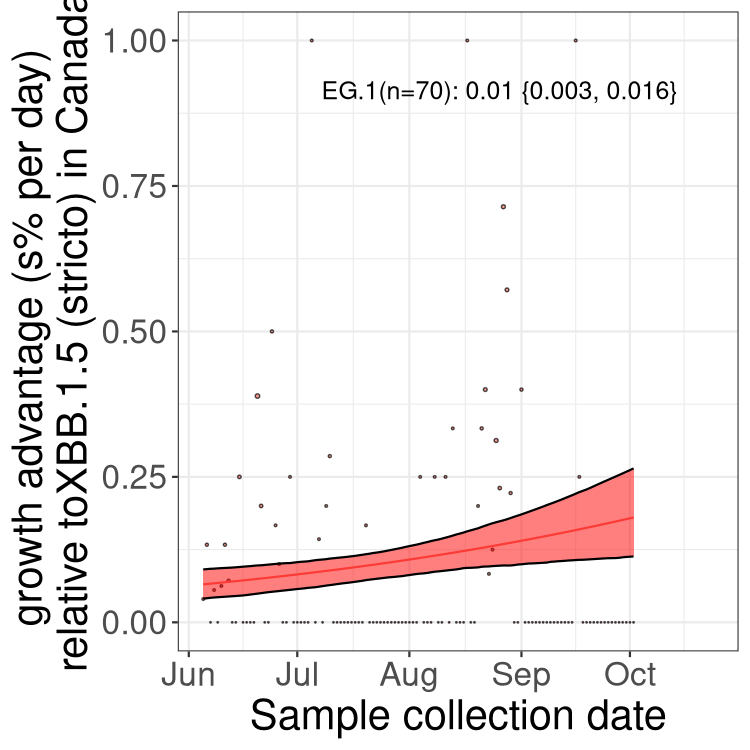 growth advantage (s% per day)
relative toXBB.1.5 (stricto) in Canada
1.00
0.75
0.50
0.25
0.00
EG.1(n=70): 0.01 {0.003, 0.016}
Jun Jul Aug Sep Oct
Sample collection date